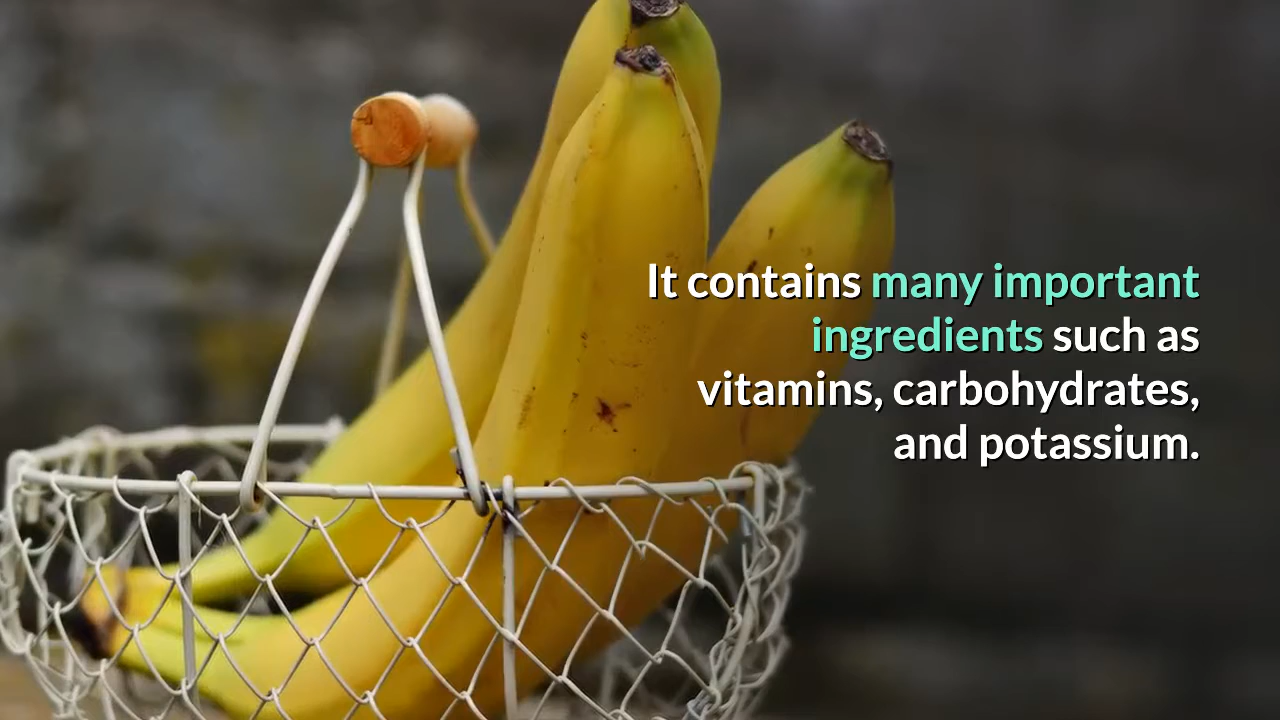 It contains many important
ingredients such as
vitamins, carbohydrates,
and potassium.